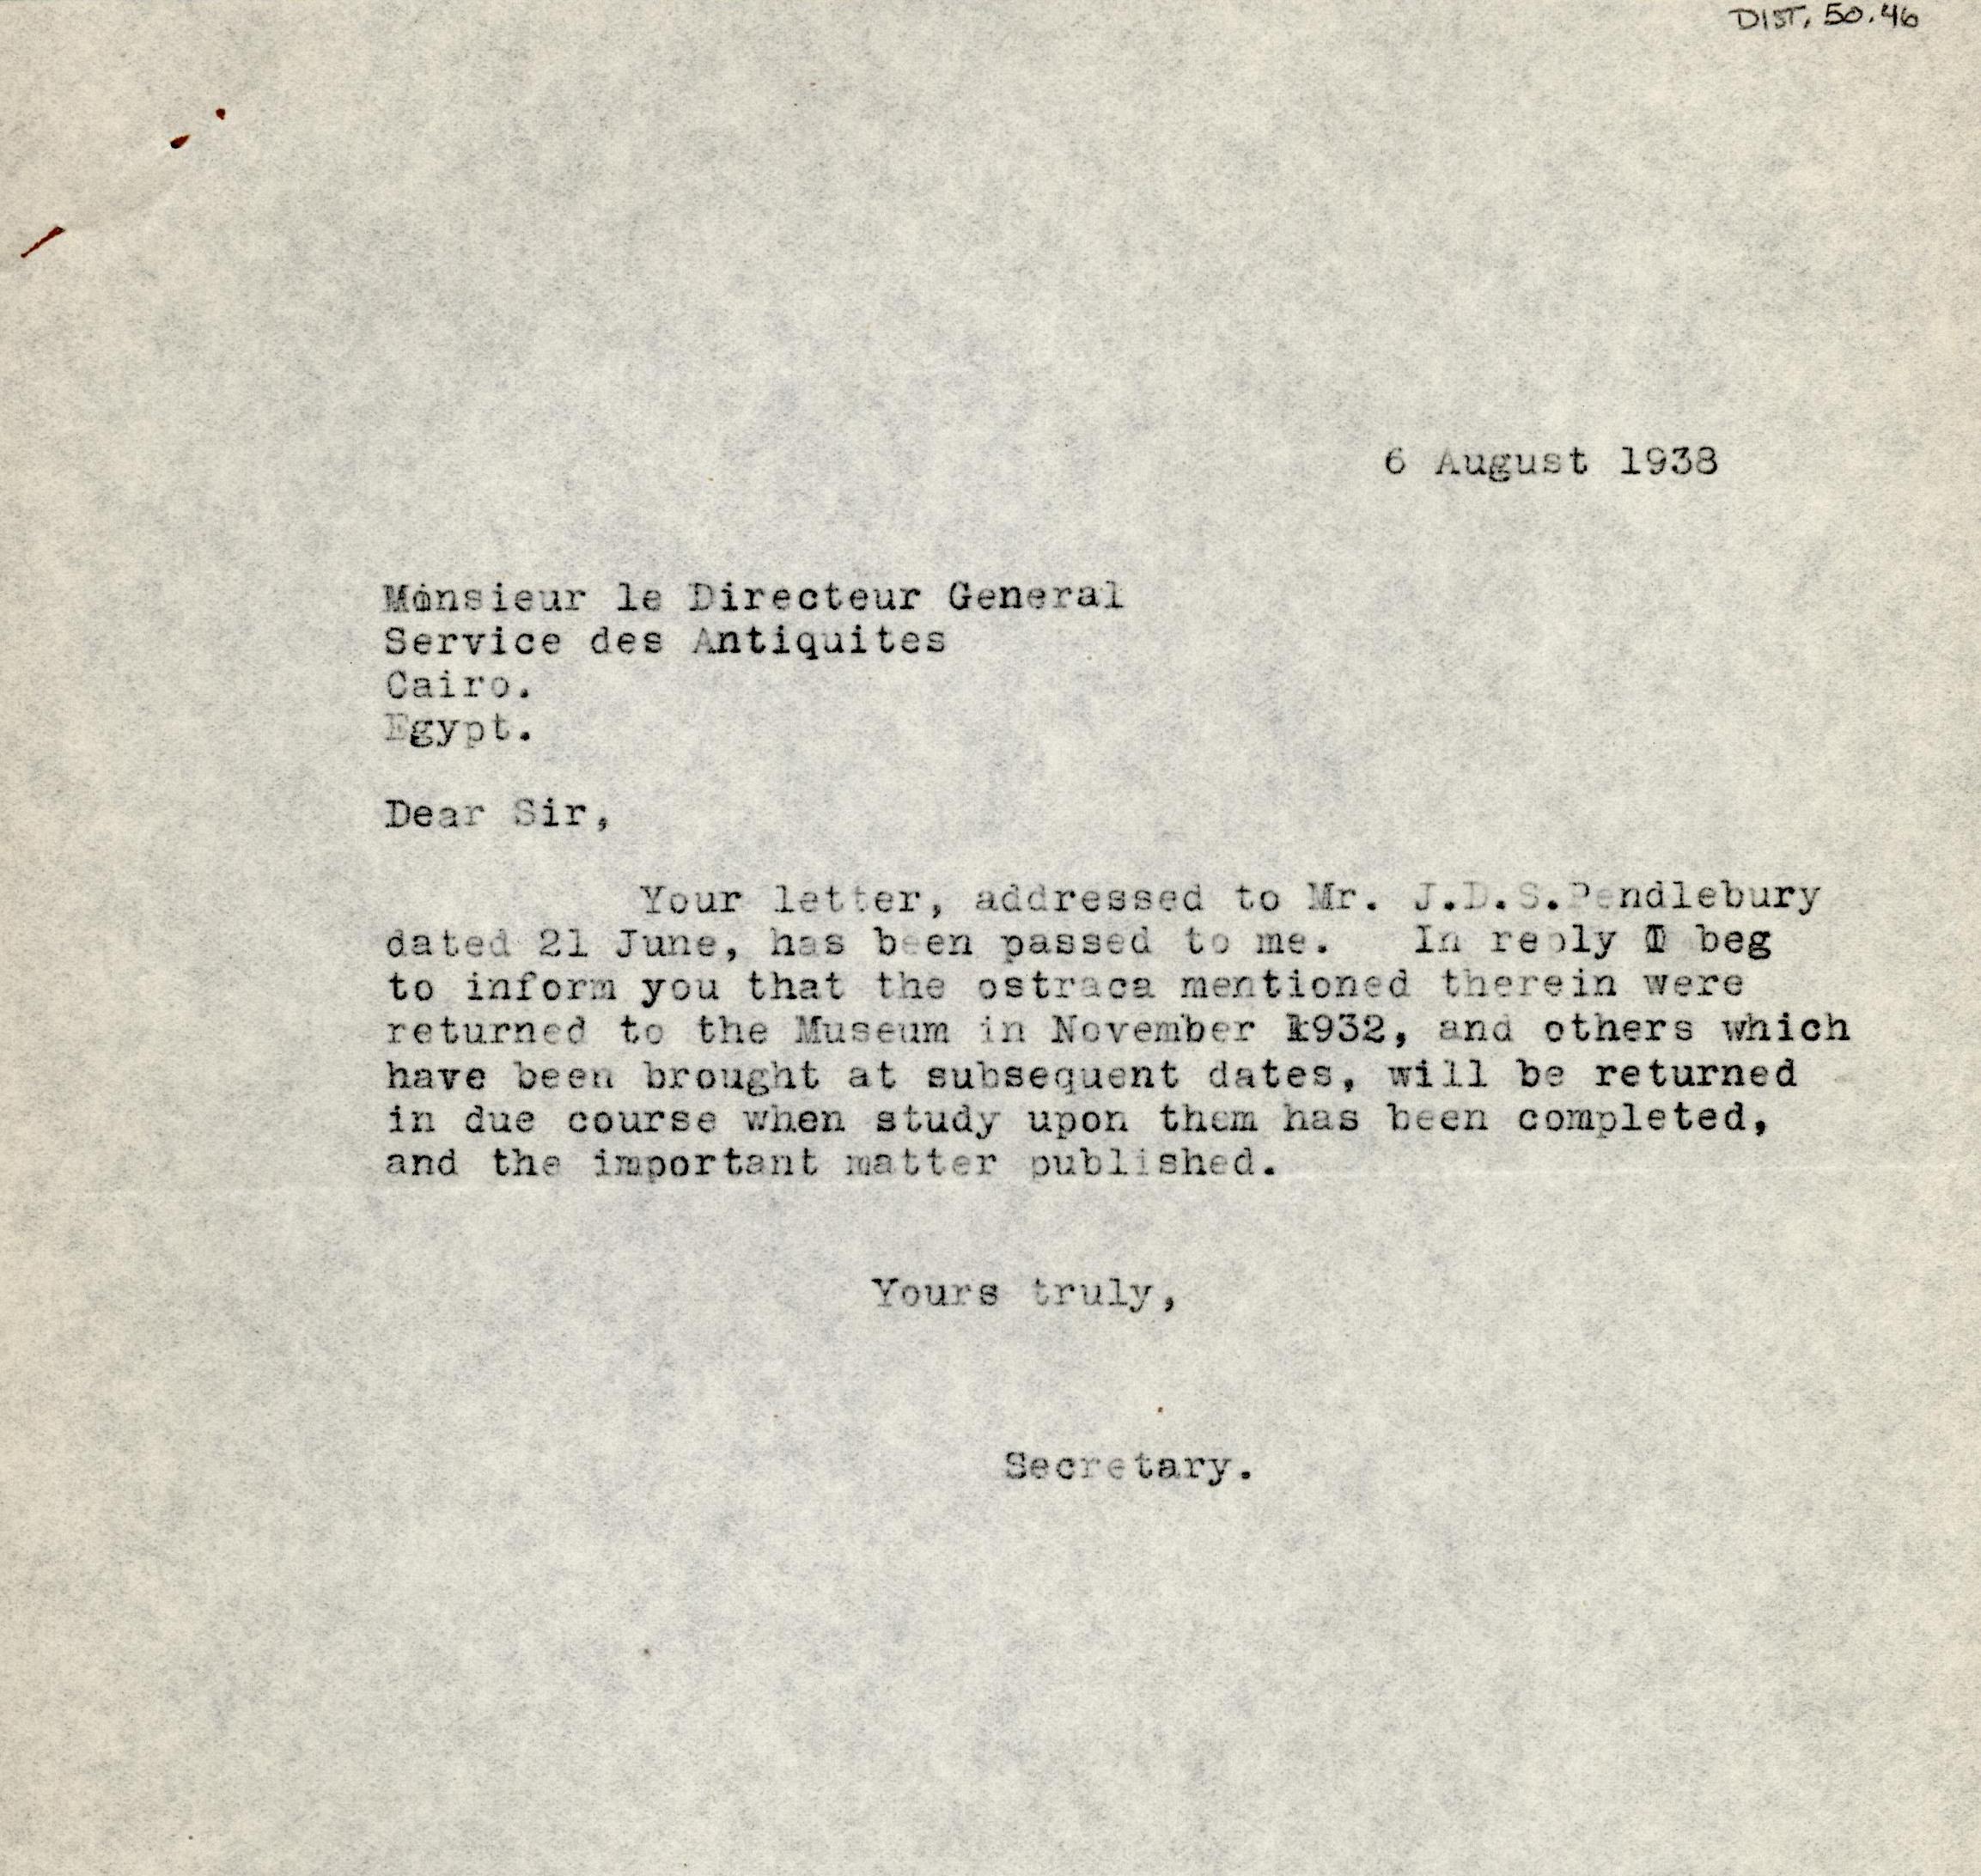 DIST. 50.46
6 August 1938
Monsieur le Directeur General
Service des Antiquites
Cairo.
Egypt.
Dear Sir,
Your letter, addressed to Mr. J.D.S.Pendlebury
dated 21 June, has been passed to me. In reply I beg
to inform you that the ostraca mentioned therein were
returned to the Museum in November 1932, and others which
have been brought at subsequent dates, will be returned
in due course when study upon them has been completed,
and the important matter published.
Yours truly,
Secretary.